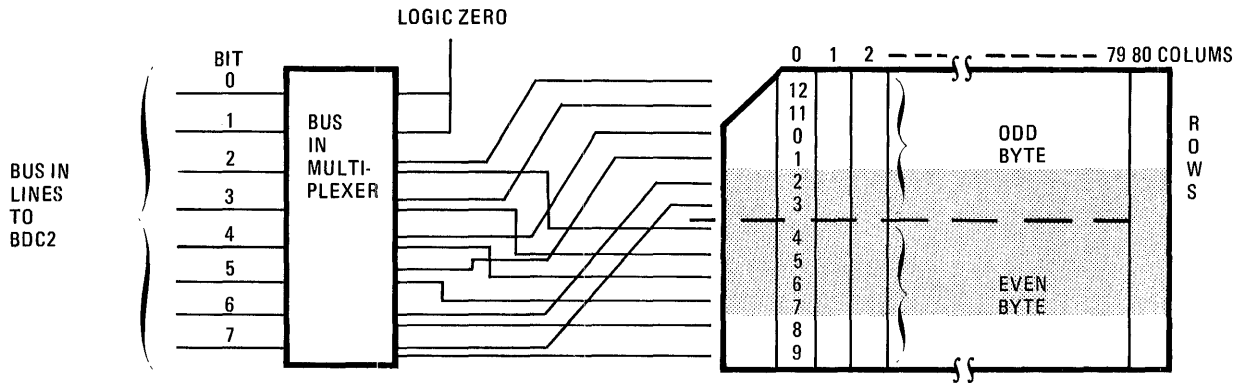 LOGIC ZERO
BIT
0
1
2
3
4
5
6
7
BUS IN
LINES
TO
BDC2
BUS
IN
MULTI-
PLEXER
0 1 2 79 80 COLUMS
12
11
0
1
2
3
4
5
6
7
8
9
ODD
BYTE
EVEN
BYTE
R
O
W
S